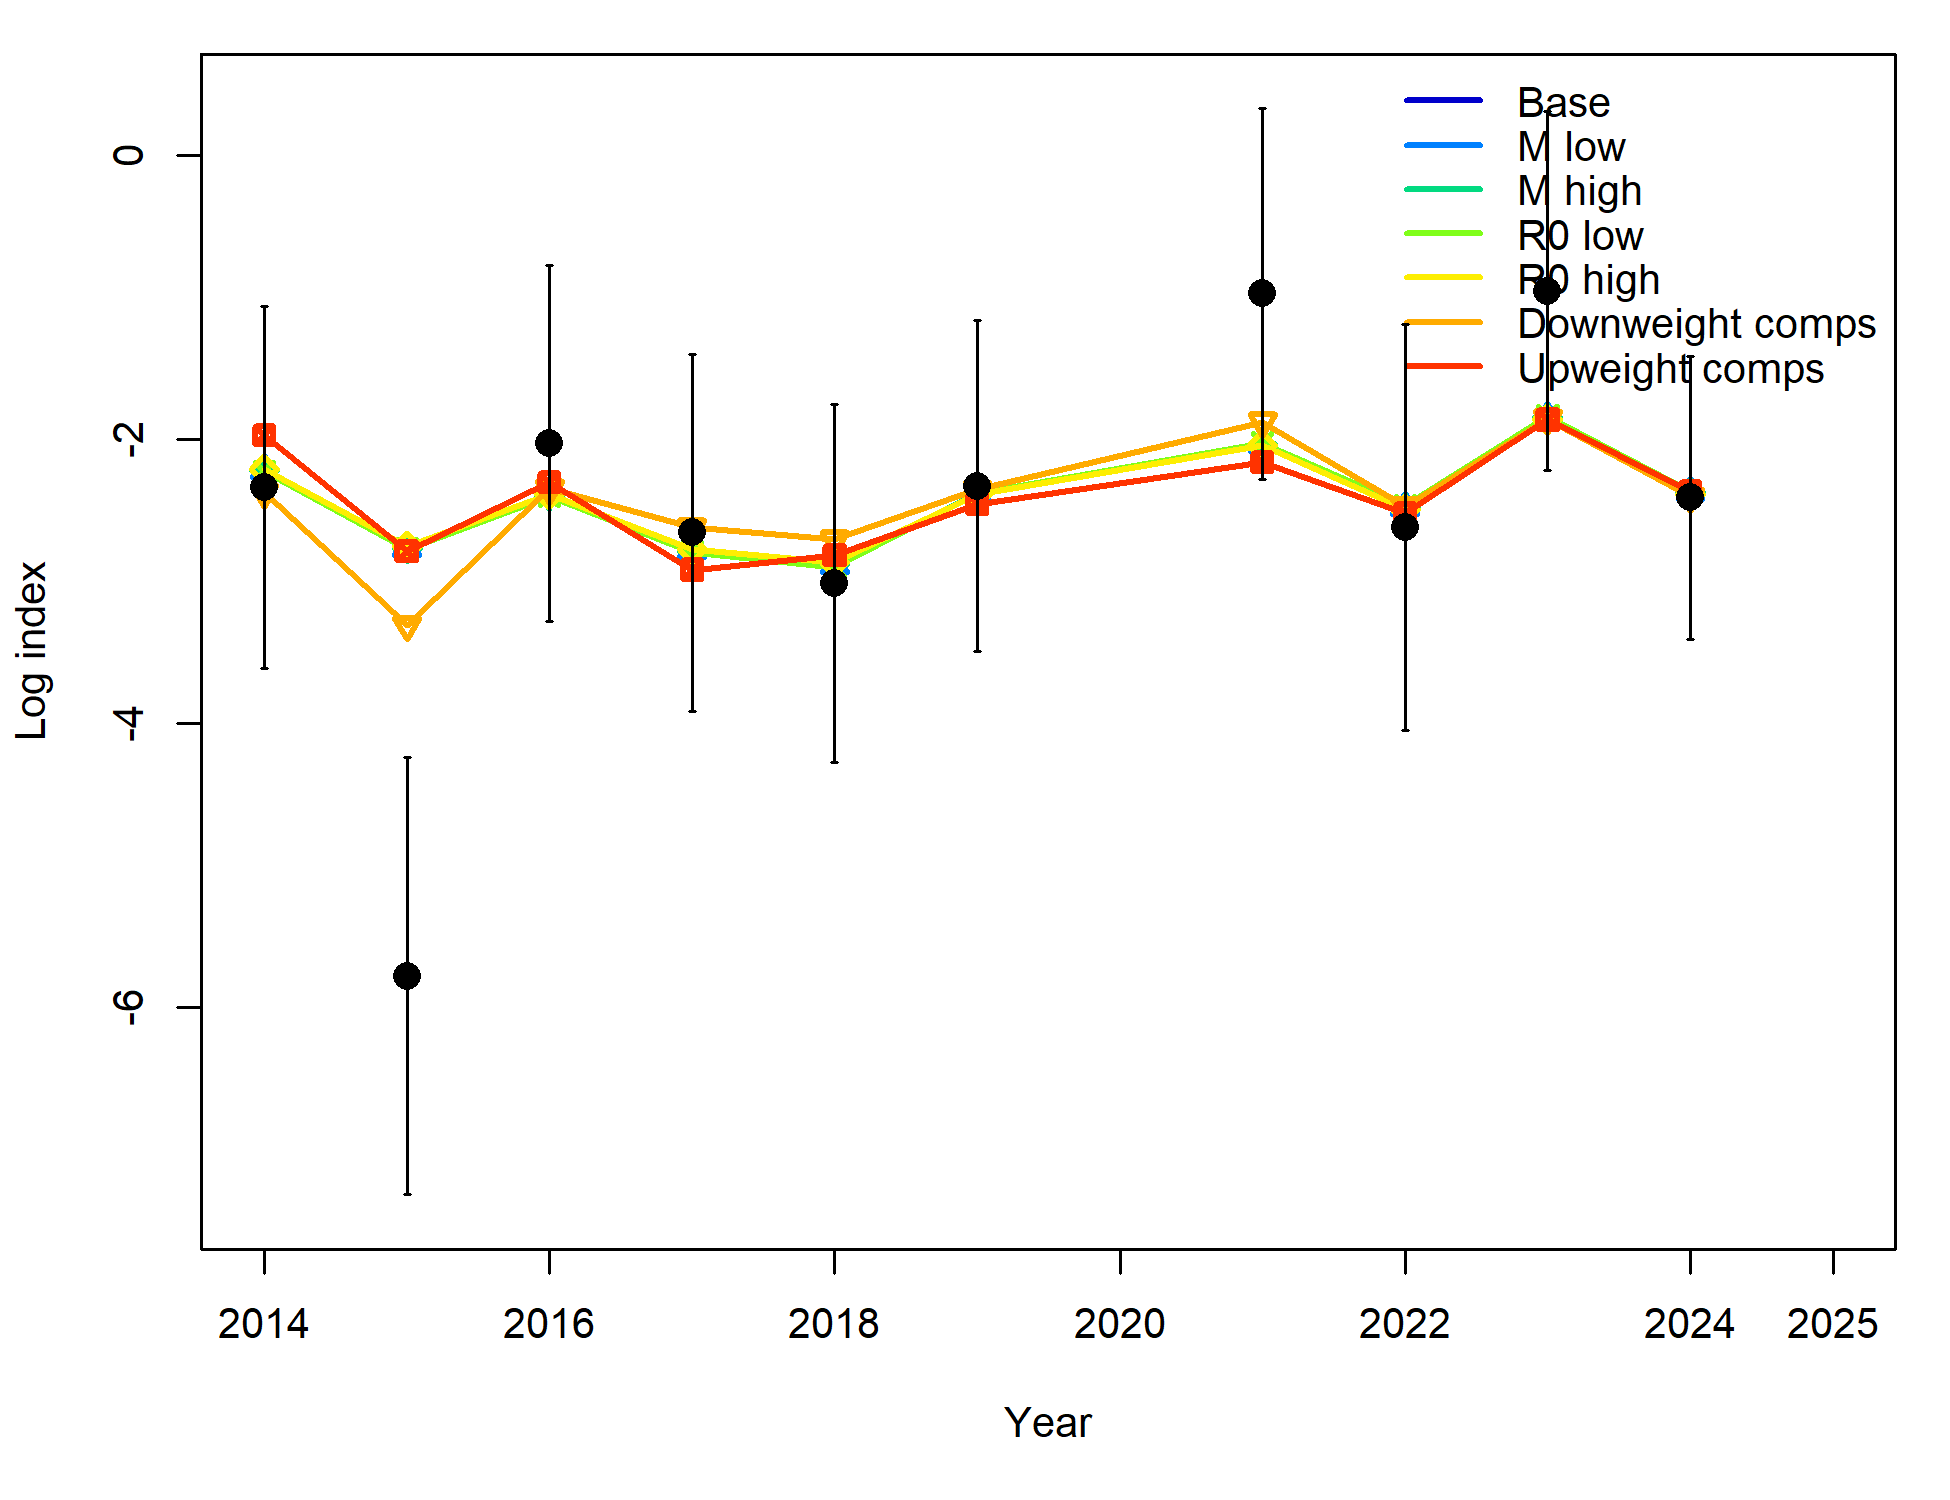 Base
M low
M high
R0 low
R0 high
Downweight comps
Upweight comps
0
-2
-4
-6
Log index
2014 2016 2018 2020 2022 2024 2025
Year